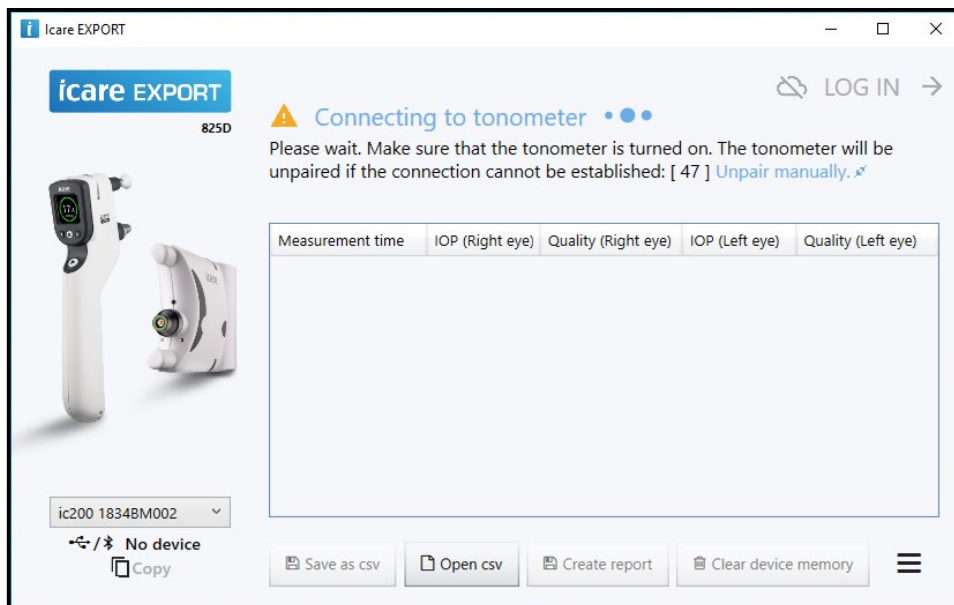 Icare EXPORT
icare EXPORT
825D
LOG IN
Connecting to tonometer
Please wait. Make sure that the tonometer is turned on. The tonometer will be
unpaired if the connection cannot be established: [ 47 ] Unpair manually.
Measurement time IOP (Right eye) Quality (Right eye) IOP (Left eye) Quality (Left eye)
ic200 1834BM002
/ No device
Copy
Save as csv Open csv Create report Clear device memory